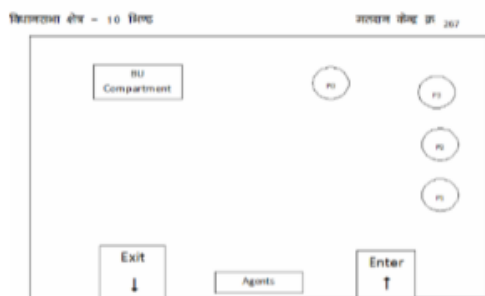 विधानसभा क्षेत्र - 10 भिण्ड
मतदान केन्द्र क्र 267
BU
Compartment
Exit
↓
Agents
Enter
↑